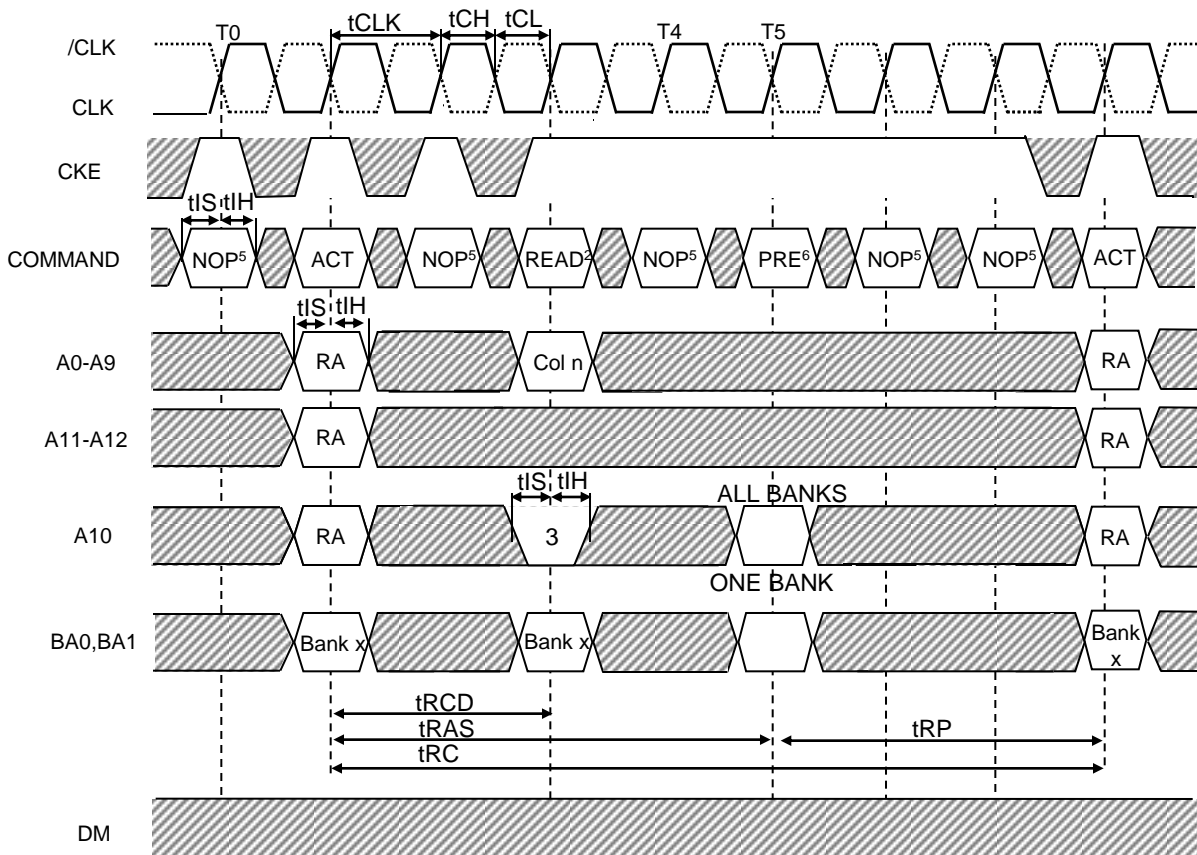 tCLK tCH tCL
/CLK T0 T4 T5
CLK
CKE
tIS tIH
COMMAND NOP5 ACT NOP5 READ2 NOP5 PRE6 NOP5 NOP5 ACT
tIS tIH
A0-A9 RA Col n RA
A11-A12 RA RA
tIS tIH ALL BANKS
A10 RA 3 RA
ONE BANK
BA0,BA1 Bank x Bank x Bank x
tRCD
tRAS tRP
tRC
DM